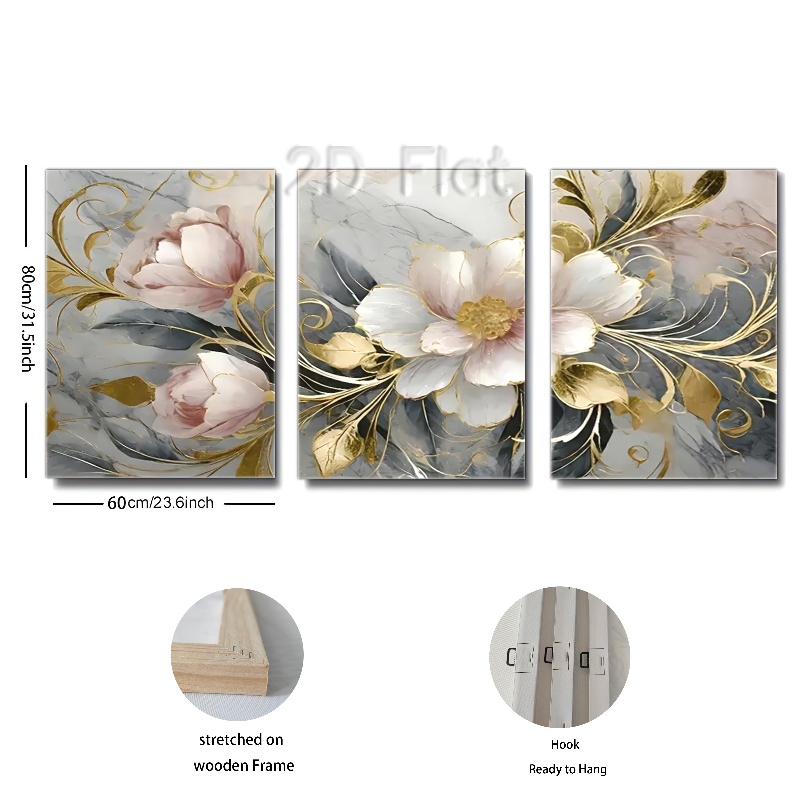 2D Flat
80cm/31.5inch
60cm/23.6inch
stretched on
wooden Frame
Hook
Ready to Hang